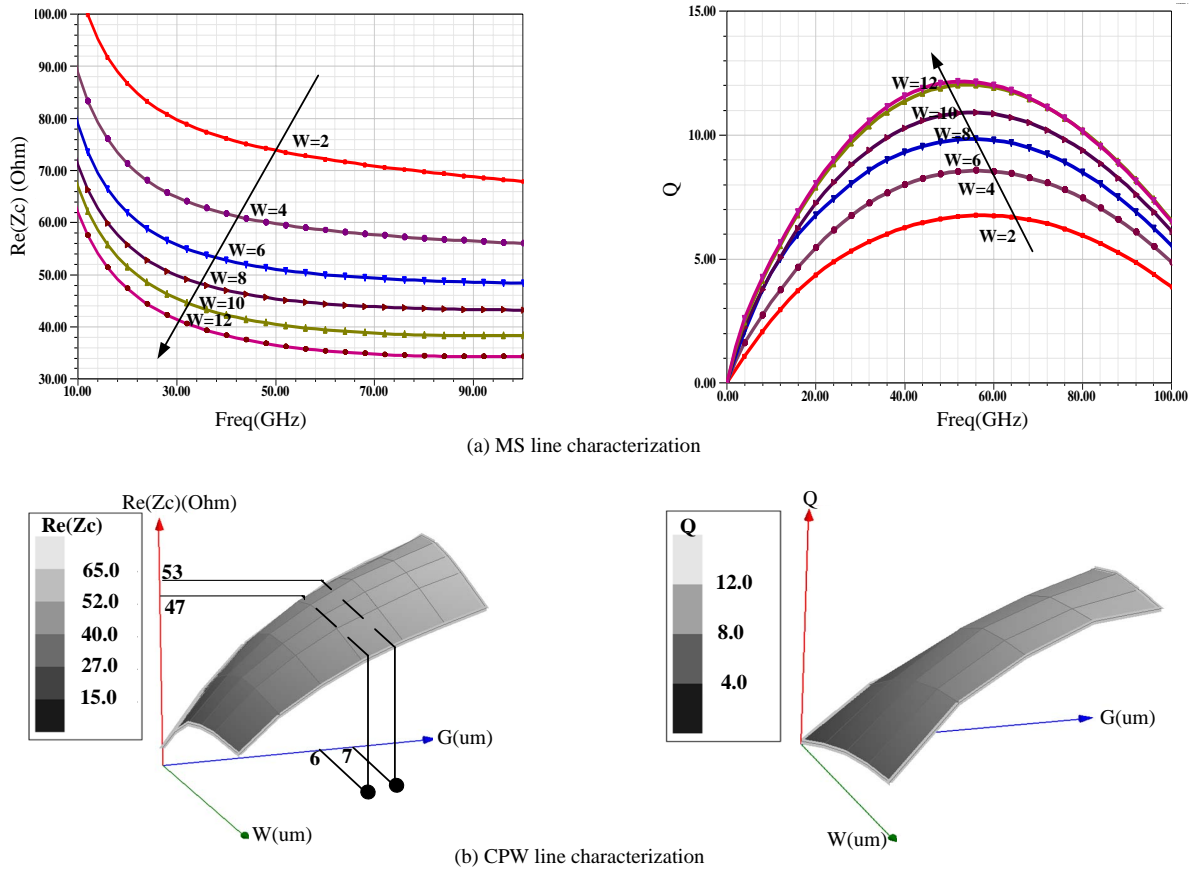 100.00
90.00
80.00
70.00
60.00
50.00
40.00
30.00
Re(Zc) (Ohm)
W=2
W=4
W=6
W=8
W=10
W=12
10.00 30.00 50.00 70.00 90.00
Freq(GHz)
15.00
10.00
5.00
0.00
Q
W=12
W=10
W=8
W=6
W=4
W=2
0.00 20.00 40.00 60.00 80.00 100.00
Freq(GHz)
(a) MS line characterization
Re(Zc)(Ohm)
Re(Zc)
65.0
52.0
40.0
27.0
15.0
53
47
6 7
G(um)
W(um)
Q
Q
12.0
8.0
4.0
G(um)
W(um)
(b) CPW line characterization